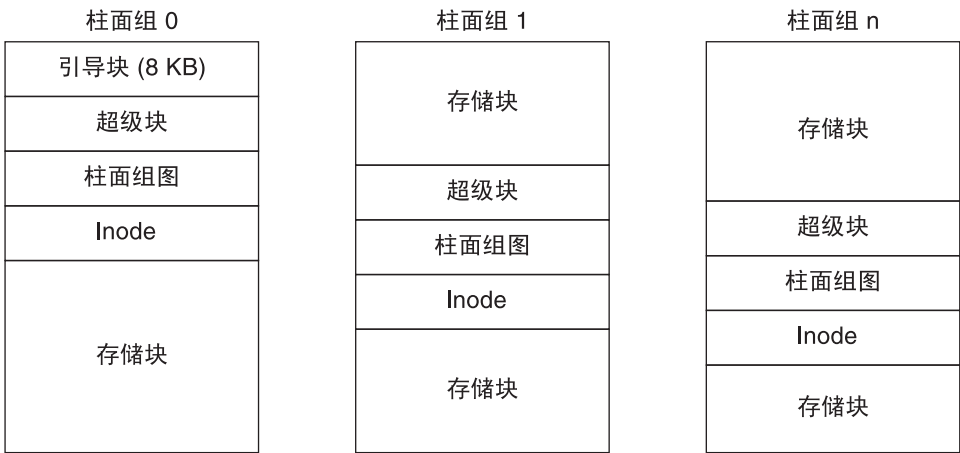 柱面组 0
引导块 (8 KB)
超级块
柱面组图
Inode
存储块
柱面组 1
存储块
超级块
柱面组图
Inode
存储块
柱面组 n
存储块
超级块
柱面组图
Inode
存储块